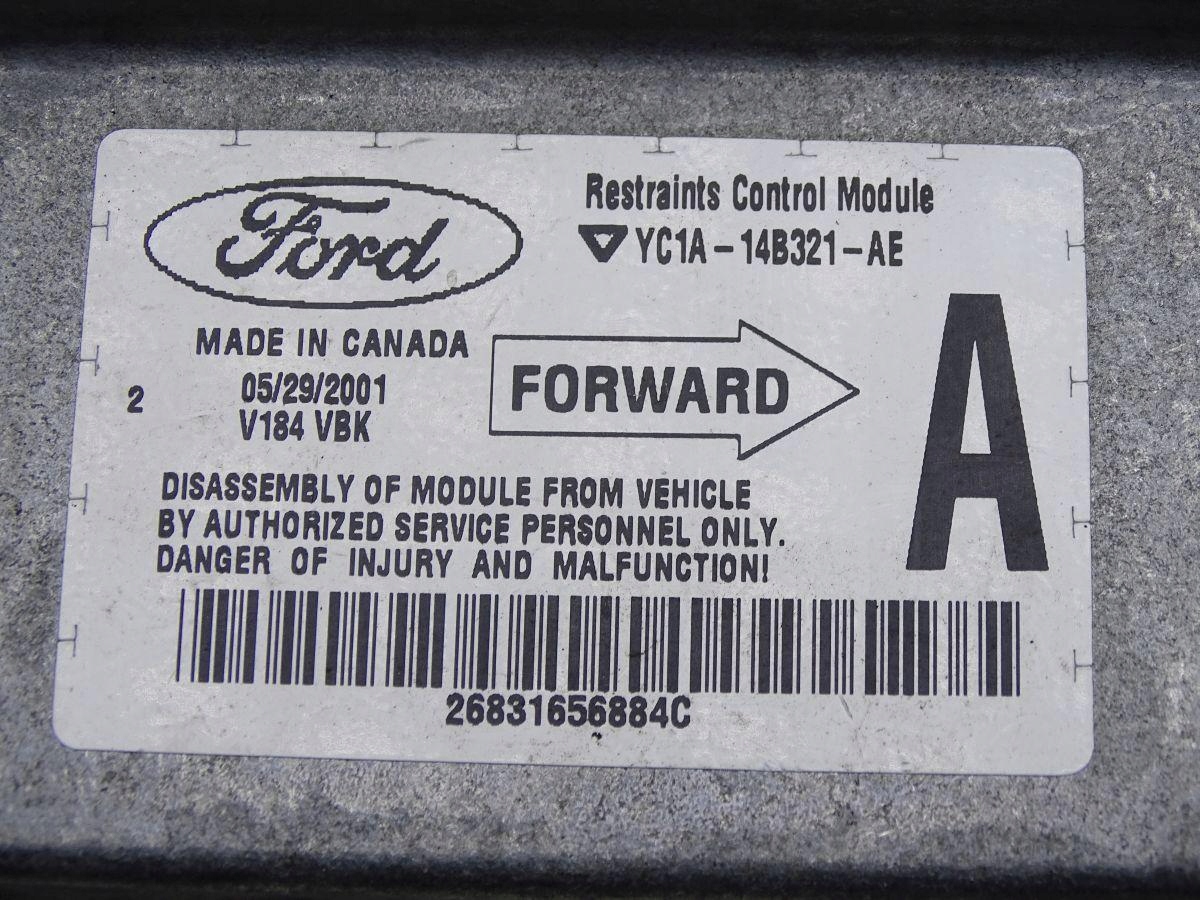 Ford
Restraints Control Module
YC1A-14B321-AE
MADE IN CANADA
05/29/2001
2
V184 VBK
FORWARD
A
DISASSEMBLY OF MODULE FROM VEHICLE
BY AUTHORIZED SERVICE PERSONNEL ONLY.
DANGER OF INJURY AND MALFUNCTION!
26831656884C